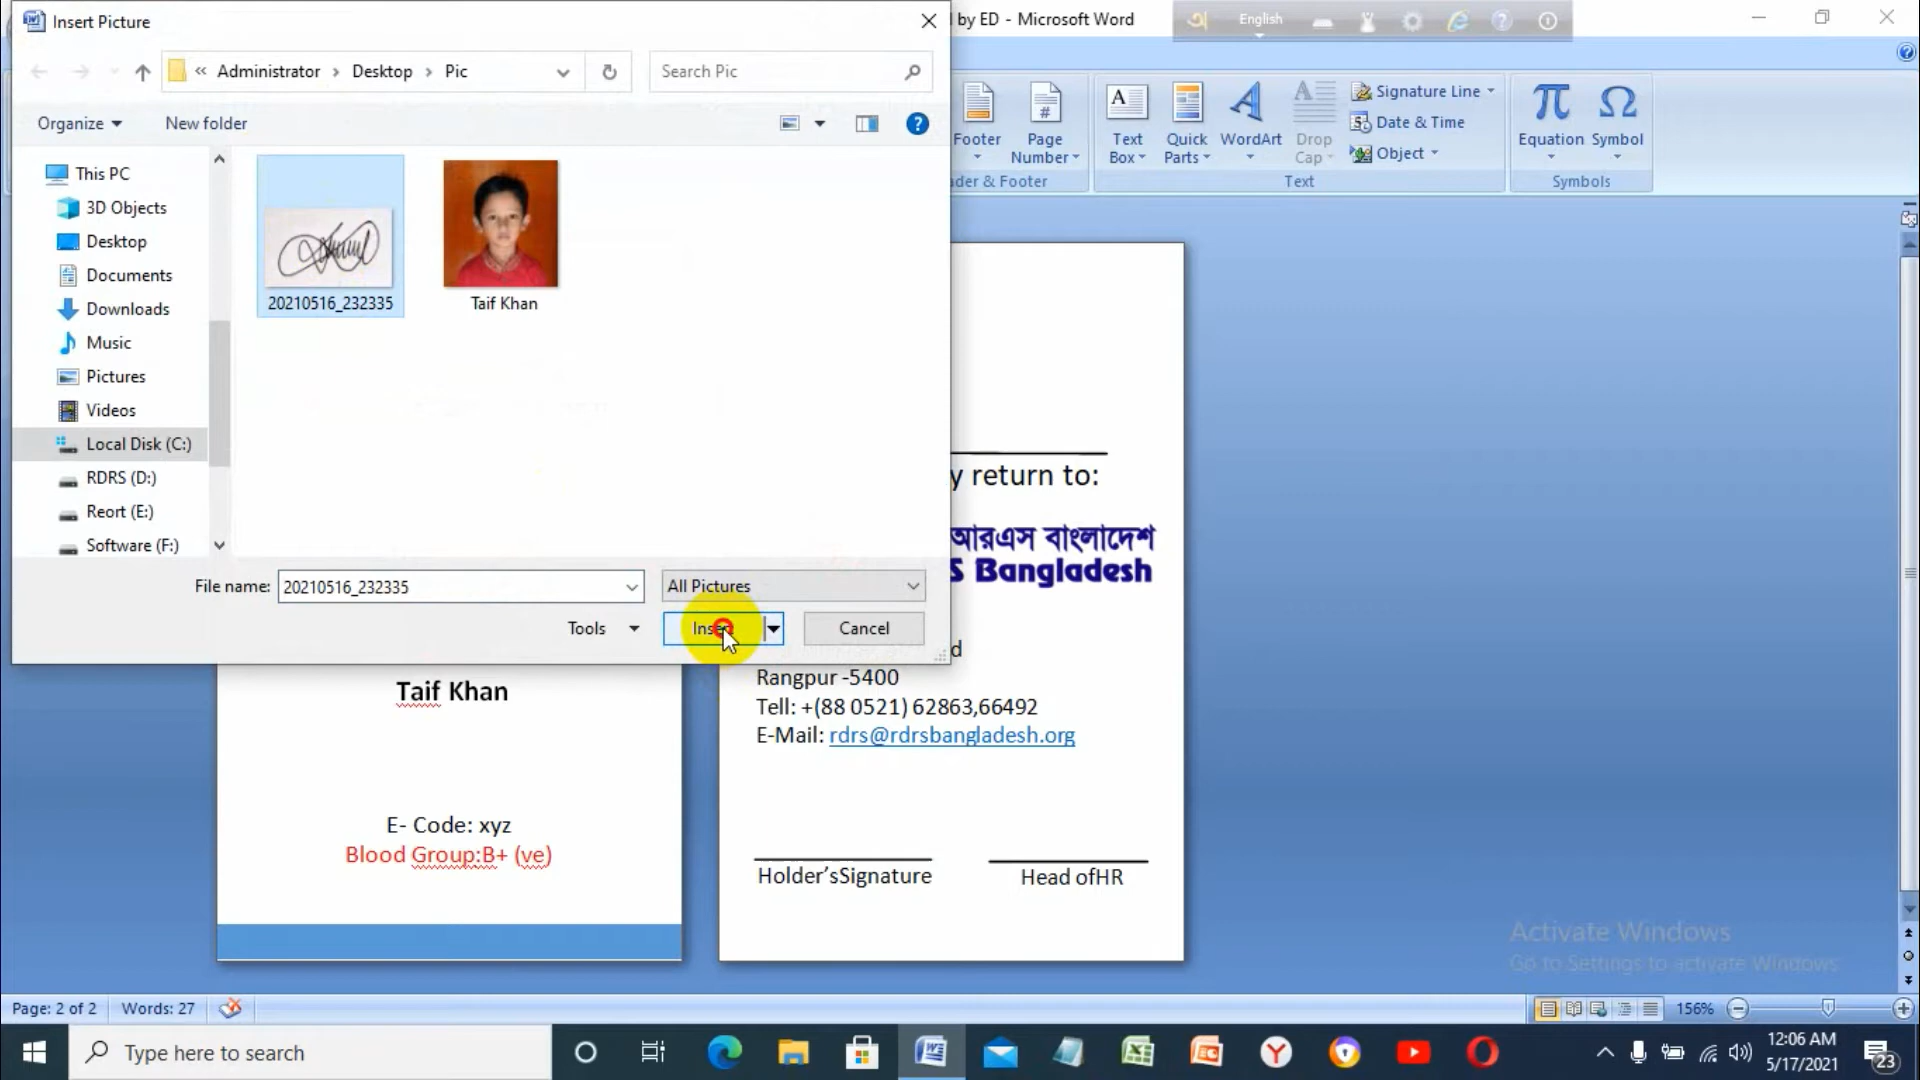 Insert Picture
by ED - Microsoft Word
English
« Administrator › Desktop › Pic
Search Pic
Organize
New folder
Footer
Page Number
Text Box
Quick Parts
WordArt
Drop Cap
Signature Line
Date & Time
Object
Equation
Symbol
der & Footer
Text
Symbols
This PC
3D Objects
Desktop
Documents
Downloads
Music
Pictures
Videos
Local Disk (C:)
RDRS (D:)
Reort (E:)
Software (F:)
20210516_232335
Taif Khan
File name: 20210516_232335
All Pictures
Tools
Cancel
y return to:
আরএস বাংলাদেশ
S Bangladesh
d
Rangpur -5400
Tell: +(88 0521) 62863,66492
E-Mail: rdrs@rdrsbangladesh.org
Holder’sSignature
Head ofHR
Taif Khan
E- Code: xyz
Blood Group:B+ (ve)
Activate Windows
Go to Settings to activate Windows
Page: 2 of 2
Words: 27
156%
Type here to search
12:06 AM
5/17/2021
23